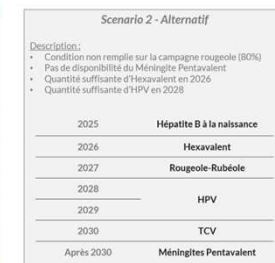 Scenario 2 - Alternatif
Description :
• Condition non remplie sur la campagne rougeole (80%)
• Pas de disponibilité du Méningite Pentavalent
• Quantité suffisante d'Hexavalent en 2026
• Quantité suffisante d'HPV en 2028
2025 Hépatite B à la naissance
2026 Hexavalent
2027 Rougeole-Rubéole
2028
HPV
2029
2030 TCV
Après 2030 Méningites Pentavalent